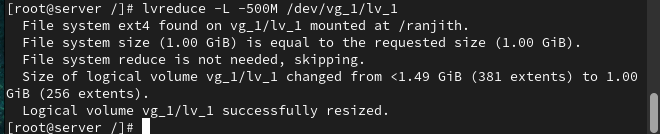 [root@server /]# lvreduce -L -500M /dev/vg_1/lv_1
  File system ext4 found on vg_1/lv_1 mounted at /ranjith.
  File system size (1.00 GiB) is equal to the requested size (1.00 GiB).
  File system reduce is not needed, skipping.
  Size of logical volume vg_1/lv_1 changed from <1.49 GiB (381 extents) to 1.00
GiB (256 extents).
  Logical volume vg_1/lv_1 successfully resized.
[root@server /]#